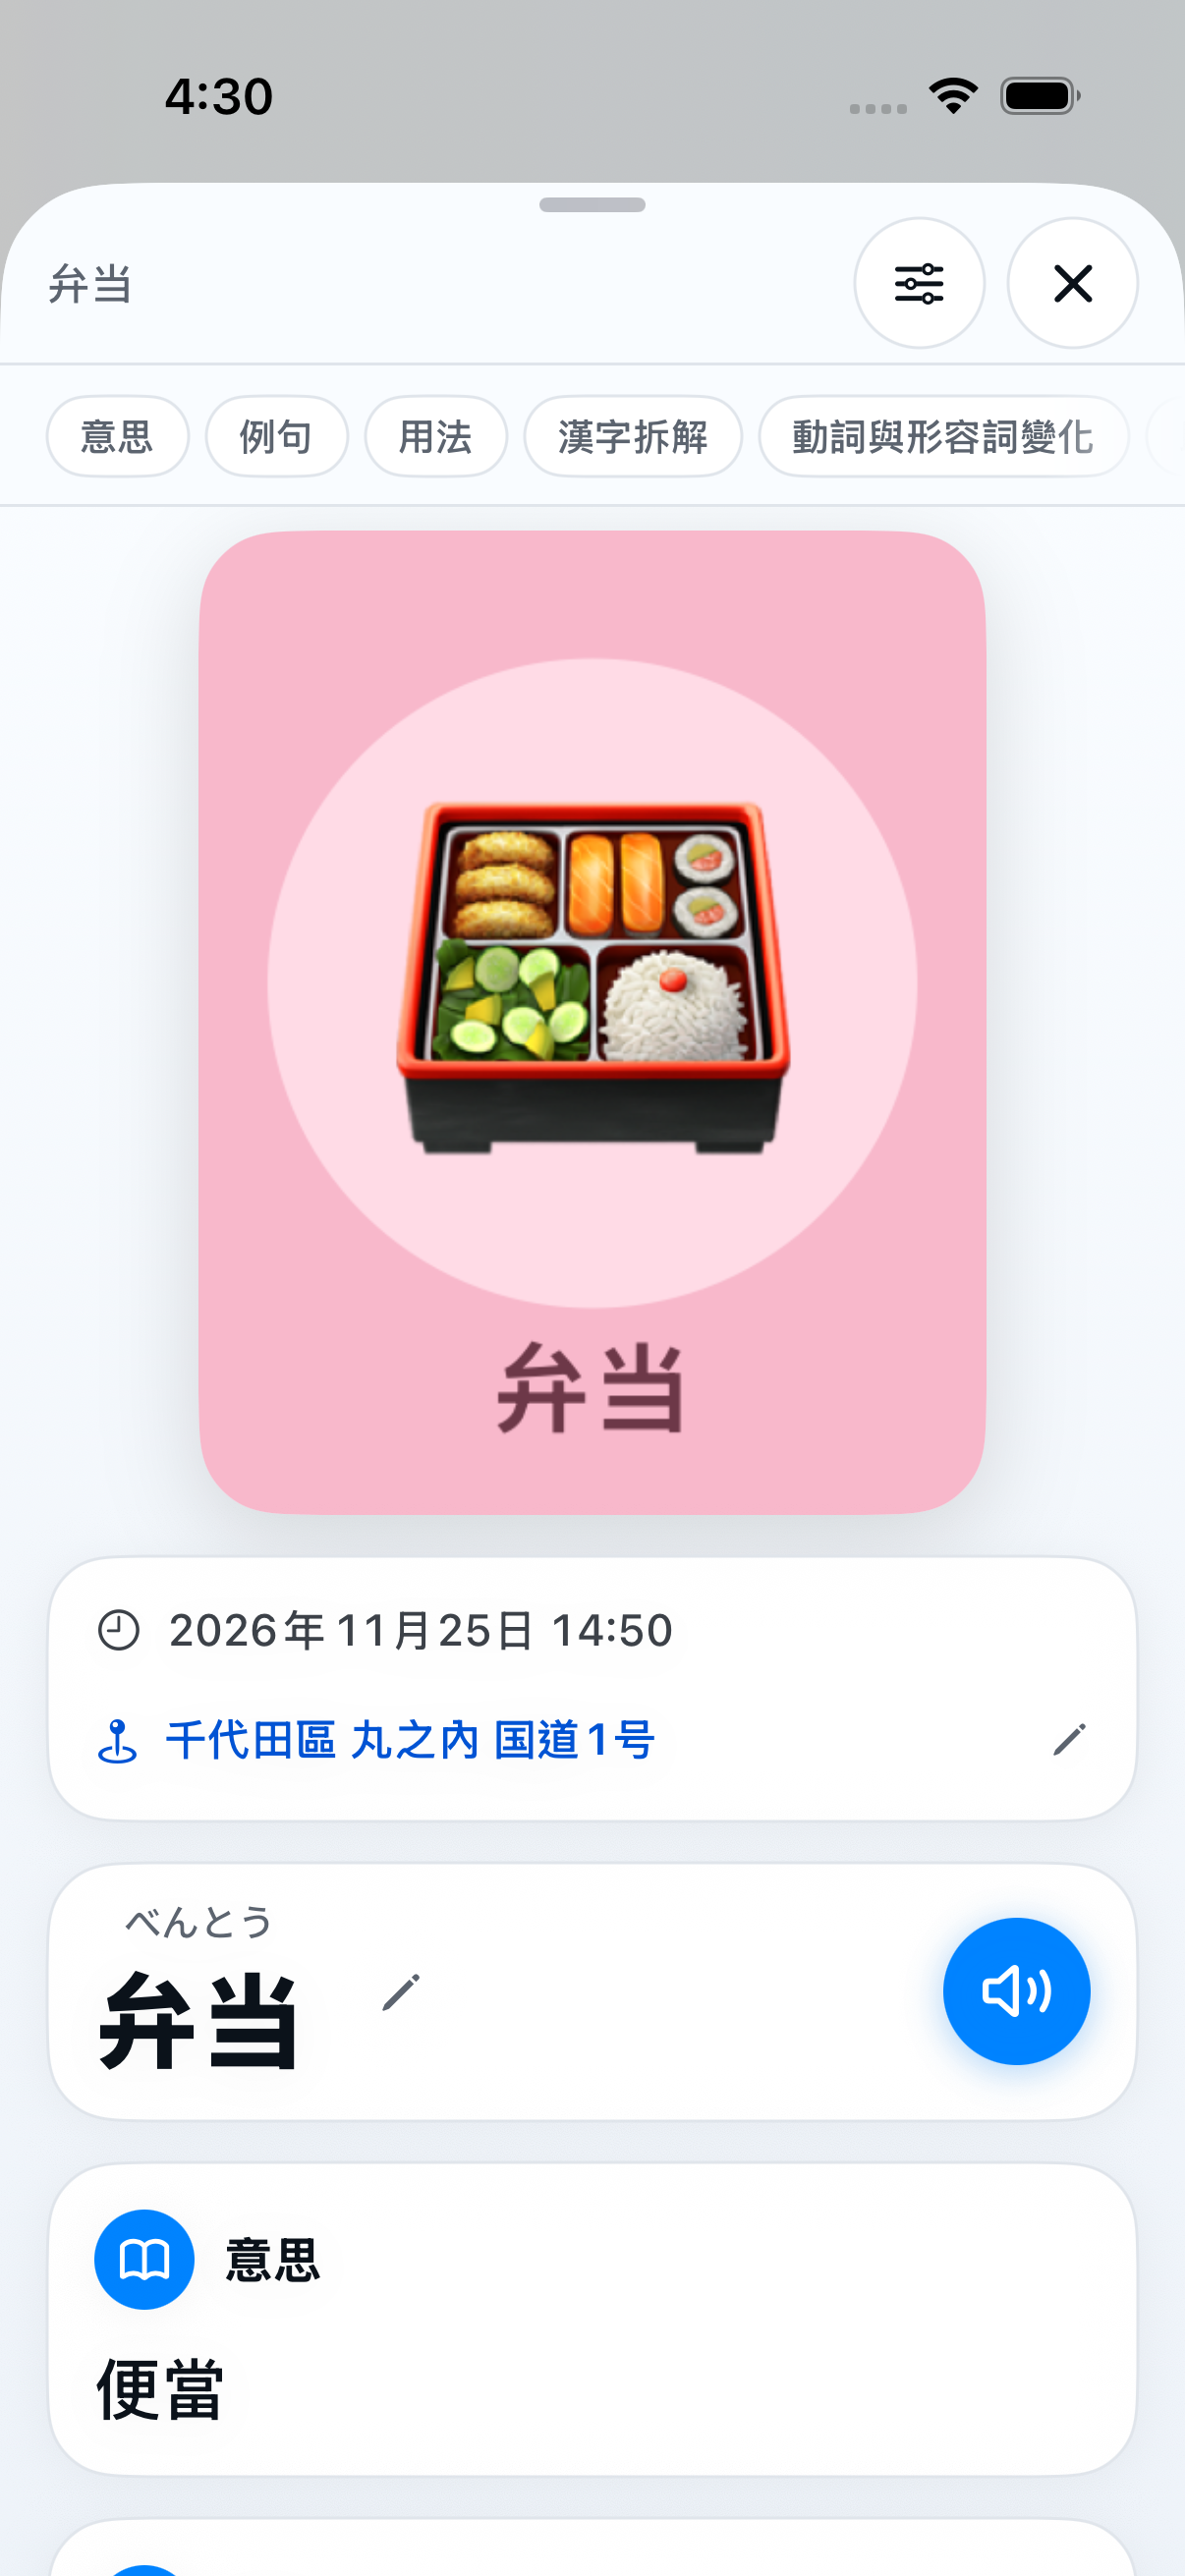 4:30
弁当
意思
例句
用法
漢字拆解
動詞與形容詞變化
弁当
2026年11月25日 14:50
千代田區 丸之內 国道1号
べんとう
弁当
意思
便當